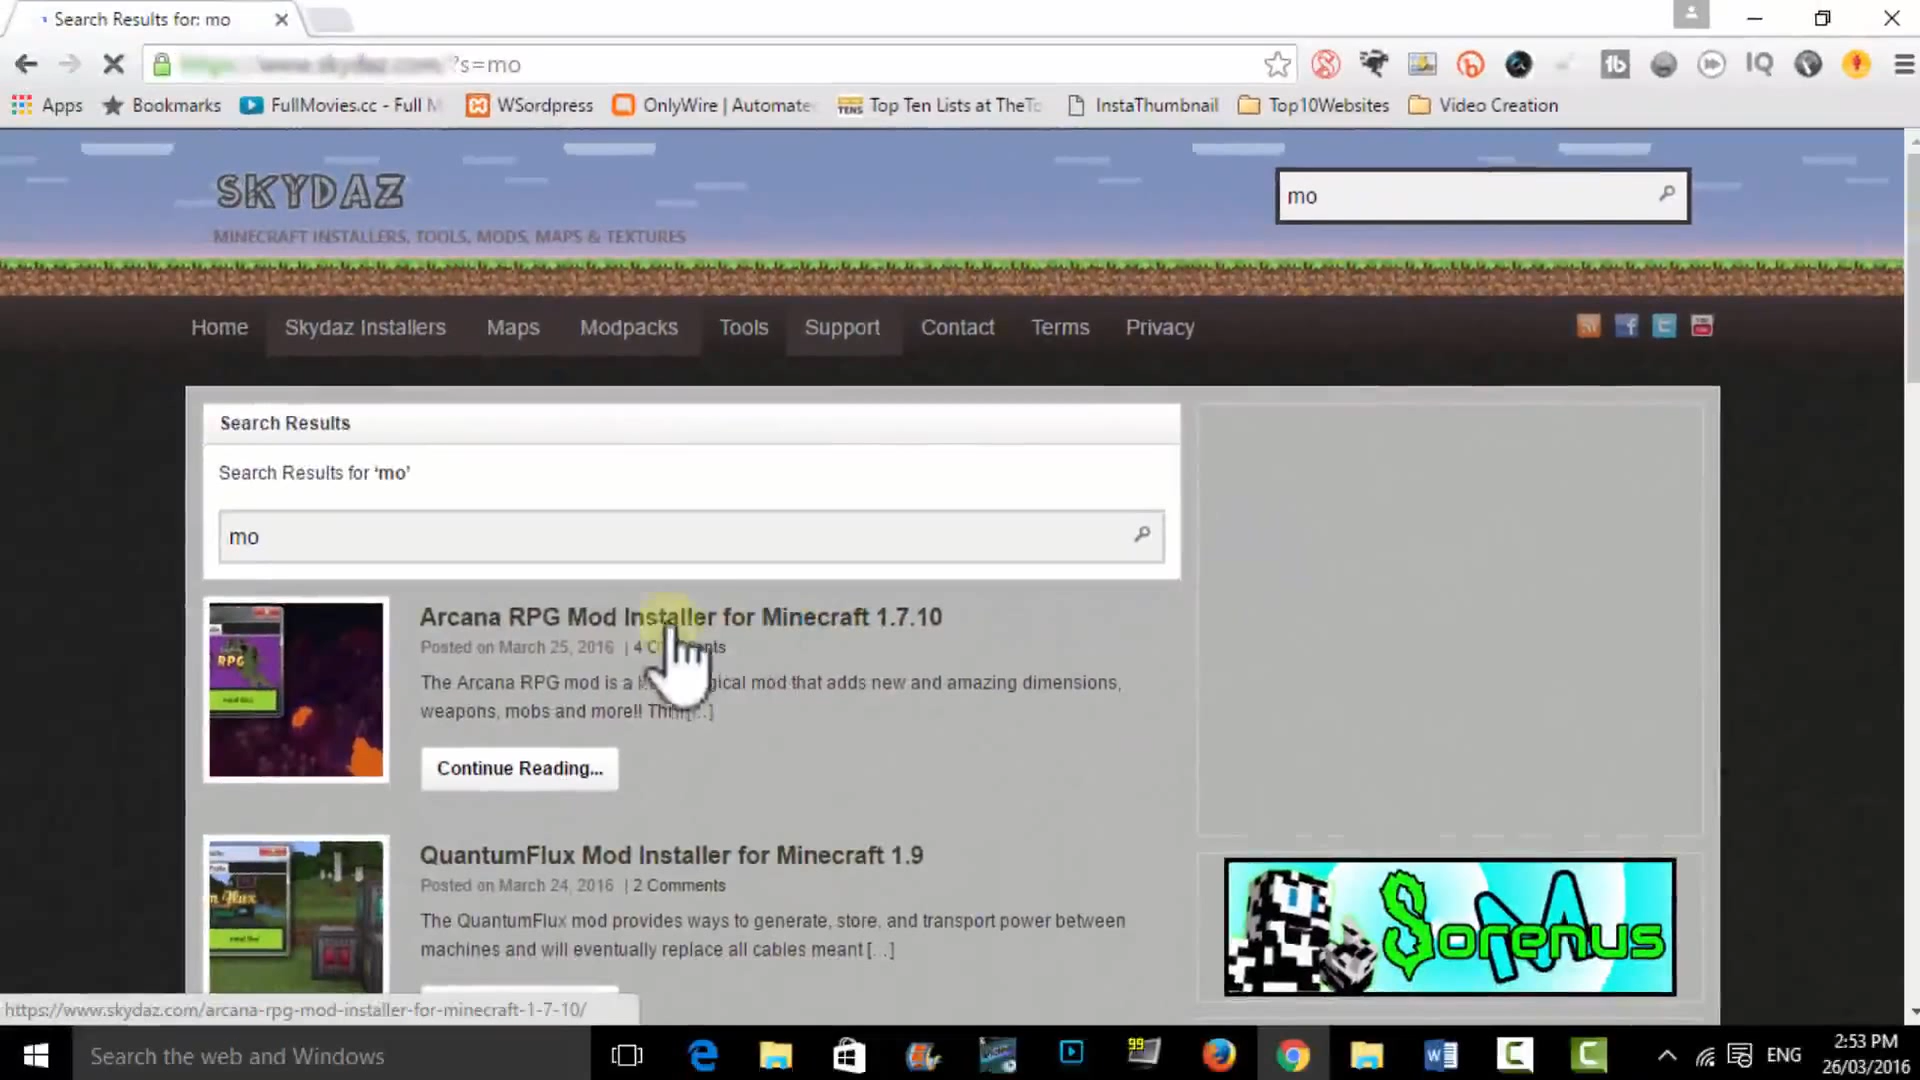 Search Results for: mo
?s=mo
Apps
Bookmarks
FullMovies.cc - Full M
WSordpress
OnlyWire | Automate
Top Ten Lists at TheTo
InstaThumbnail
Top10Websites
Video Creation
SKYDAZ
mo
MINECRAFT INSTALLERS, TOOLS, MODS, MAPS & TEXTURES
Home
Skydaz Installers
Maps
Modpacks
Tools
Support
Contact
Terms
Privacy
Search Results
Search Results for ‘mo’
mo
Arcana RPG Mod Installer for Minecraft 1.7.10
Posted on March 25, 2016 | 4
The Arcana RPG mod is a mod that adds new and amazing dimensions,
weapons, mobs and more!!
RPG
Continue Reading...
QuantumFlux Mod Installer for Minecraft 1.9
Posted on March 24, 2016 | 2 Comments
The QuantumFlux mod provides ways to generate, store, and transport power between
machines and will eventually replace all cables meant [...]
Sorenus
https://www.skydaz.com/arcana-rpg-mod-installer-for-minecraft-1-7-10/
Search the web and Windows
99
ENG
2:53 PM
26/03/2016